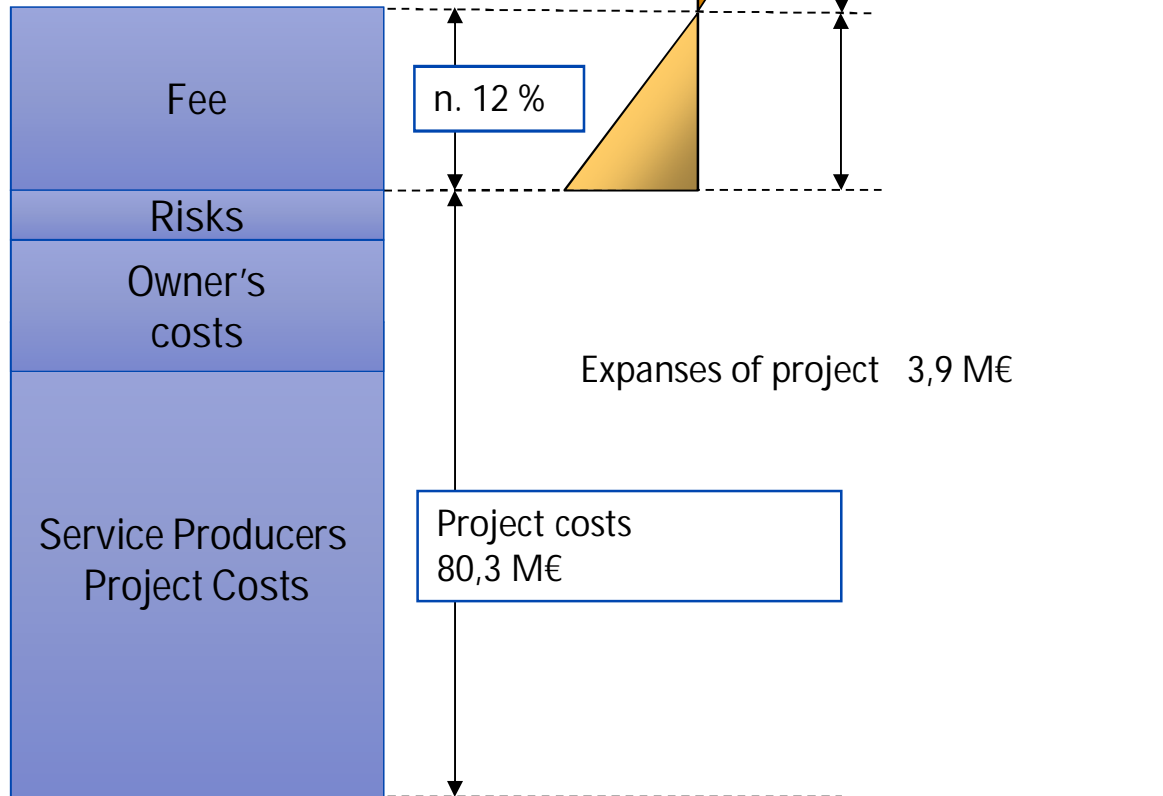 Fee
n. 12 %
Risks
Owner’s
costs
Expanses of project 3,9 M€
Service Producers
Project Costs
Project costs
80,3 M€